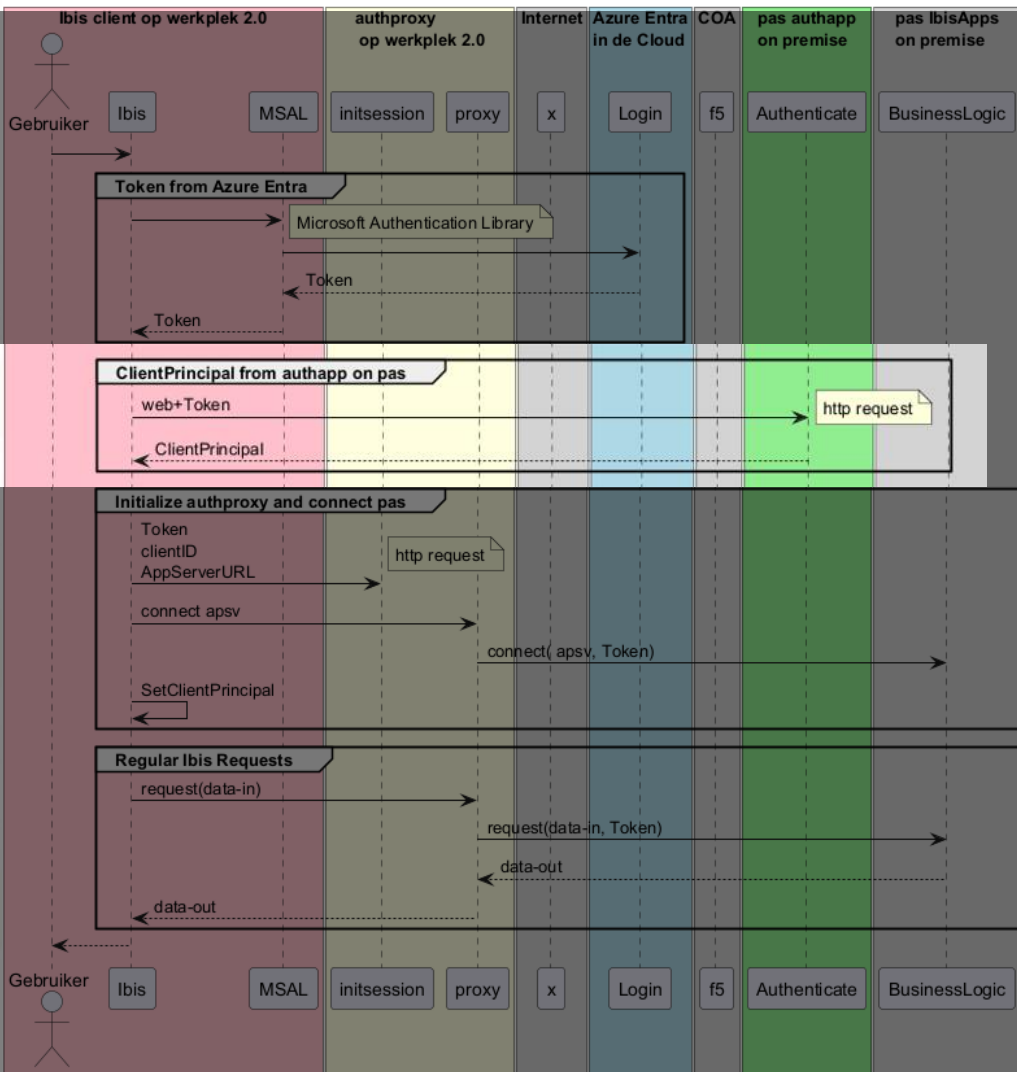 Ibis client op werkplek 2.0
authproxy
op werkplek 2.0
Internet
Azure Entra
in de Cloud
COA
pas authapp
on premise
pas IbisApps
on premise
Gebruiker
Ibis
MSAL
initsession
proxy
x
Login
f5
Authenticate
BusinessLogic
Token from Azure Entra
Microsoft Authentication Library
Token
Token
ClientPrincipal from authapp on pas
web+Token
http request
ClientPrincipal
Initialize authproxy and connect pas
Token
clientID
AppServerURL
http request
connect apsv
connect( apsv, Token)
SetClientPrincipal
Regular Ibis Requests
request(data-in)
request(data-in, Token)
data-out
data-out
Gebruiker
Ibis
MSAL
initsession
proxy
x
Login
f5
Authenticate
BusinessLogic